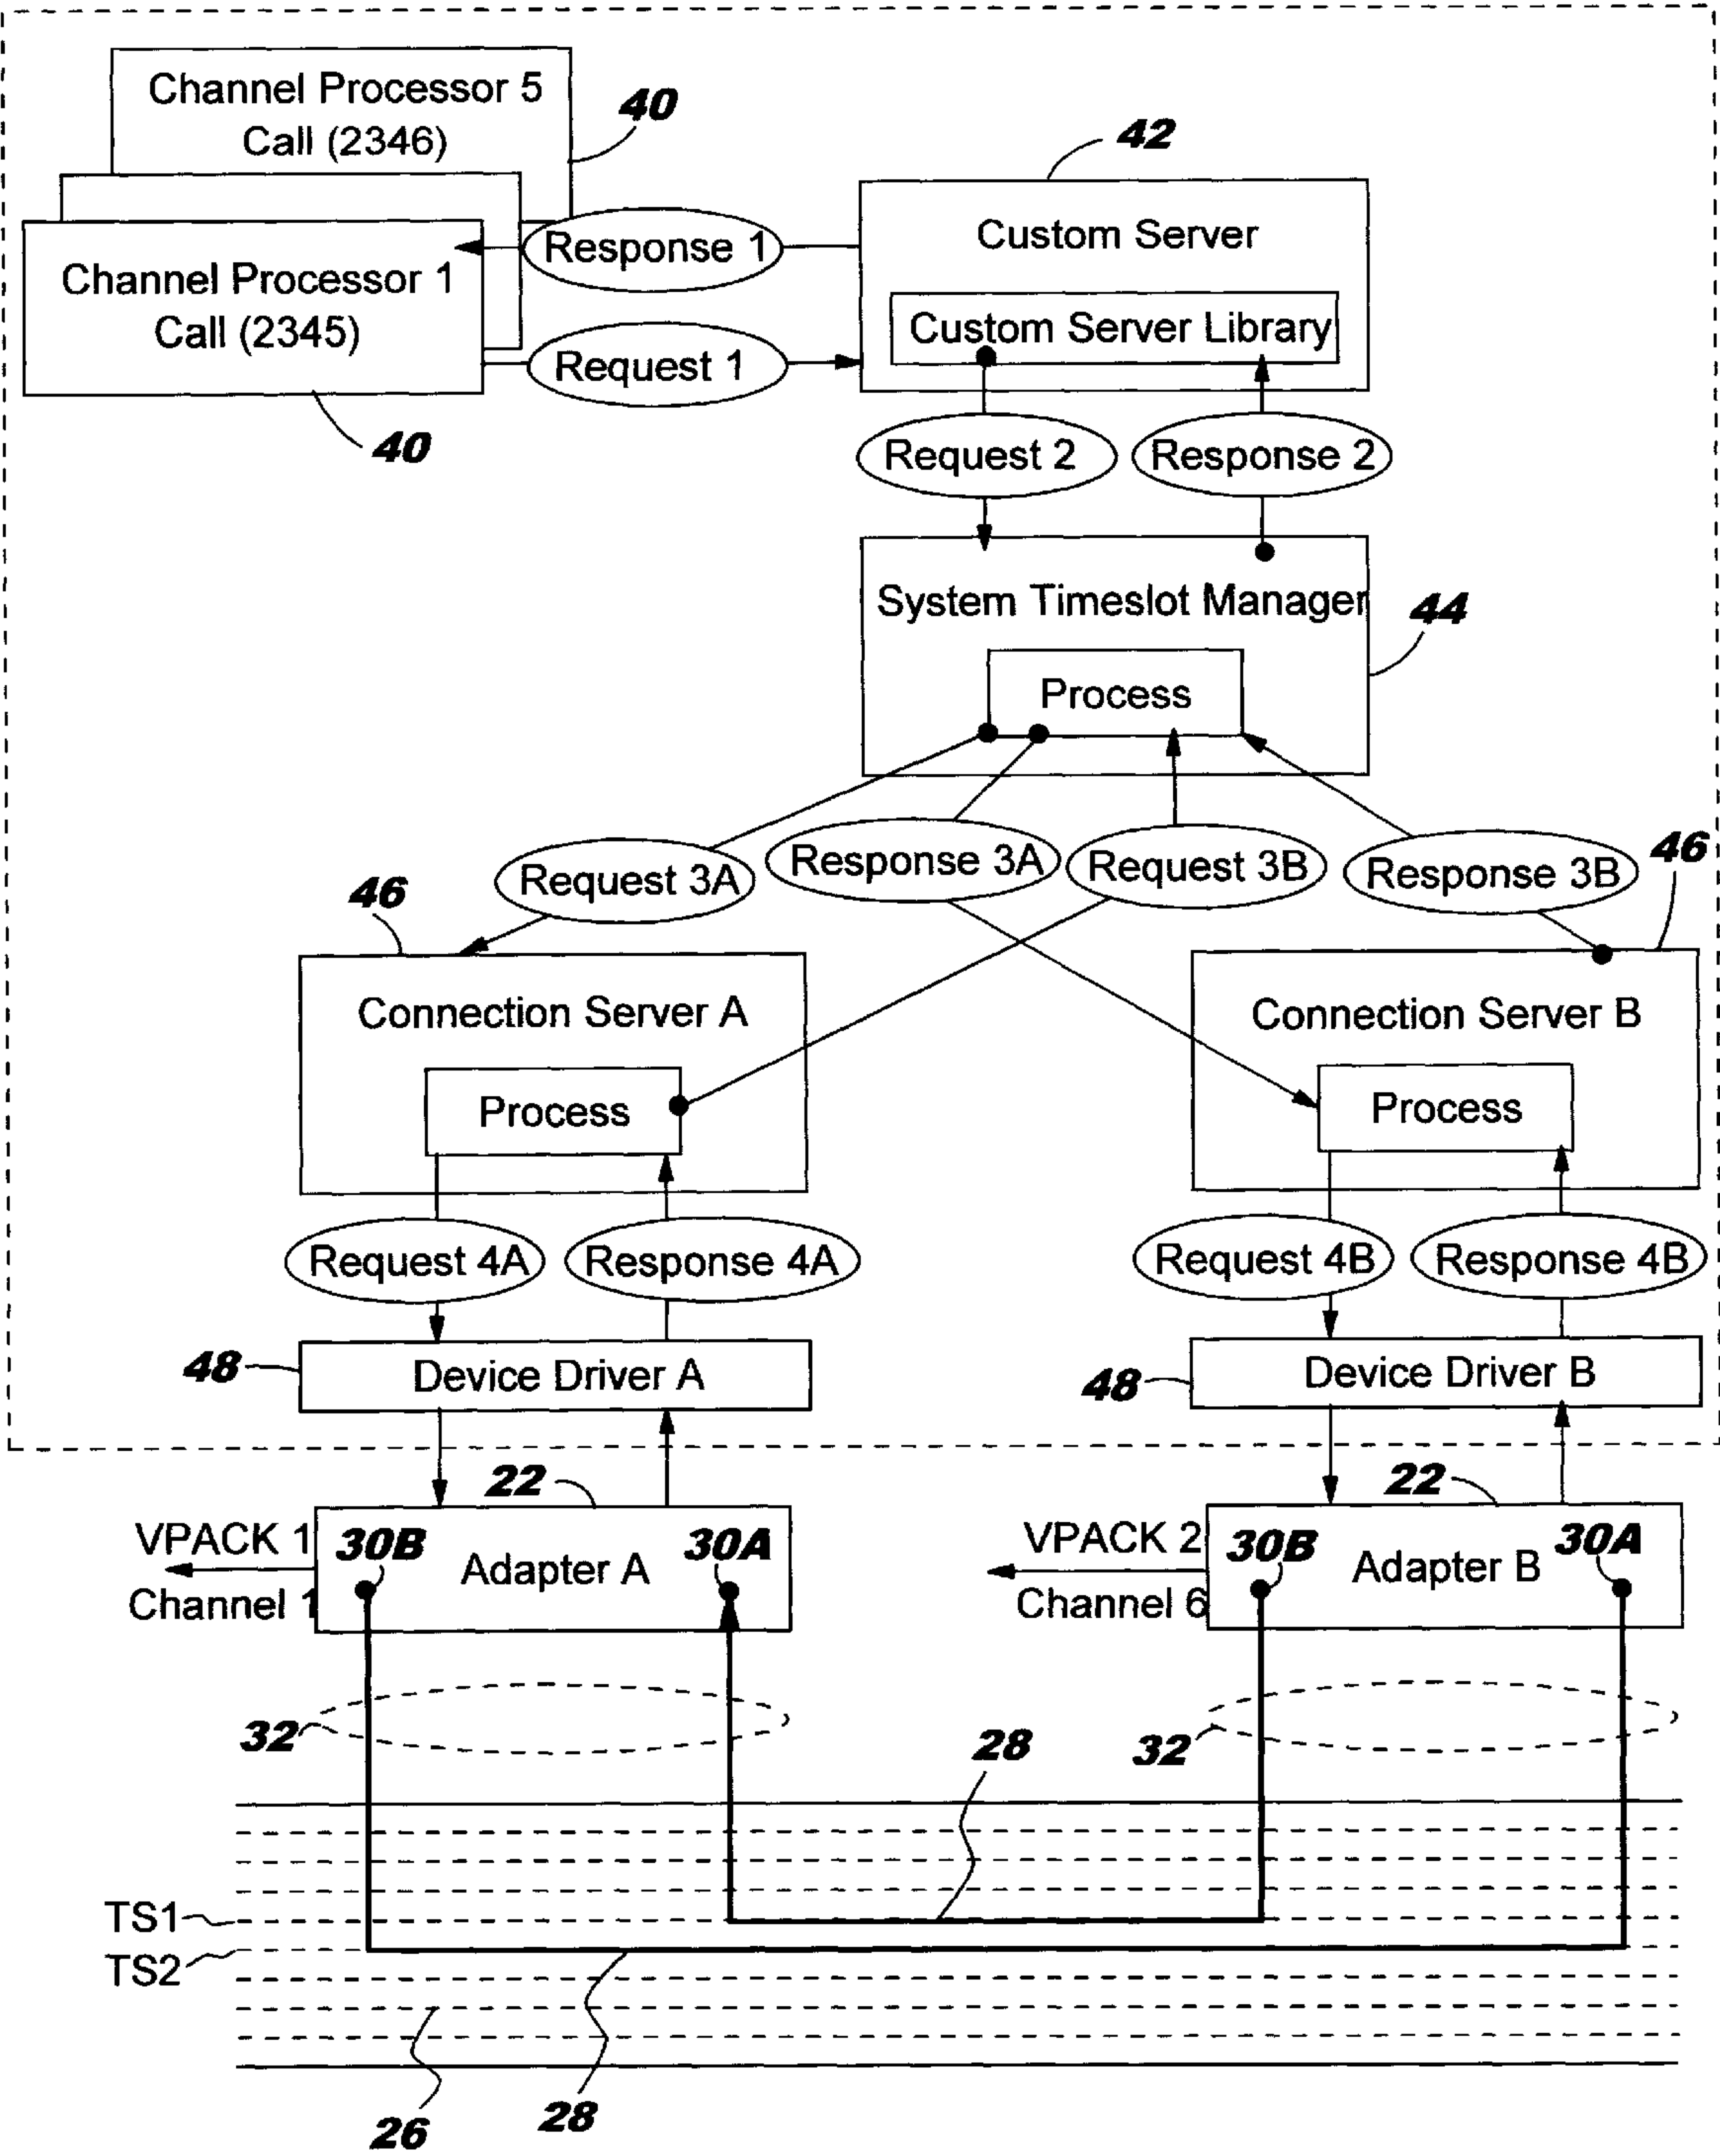 Channel Processor 5
Call (2346)
40
42
Channel Processor 1
Call (2345)
40
Response 1
Request 1
Custom Server
Custom Server Library
Request 2
Response 2
System Timeslot Manager
44
Process
Request 3A
Response 3A
Request 3B
Response 3B
46
46
Connection Server A
Process
Connection Server B
Process
Request 4A
Response 4A
Request 4B
Response 4B
48
Device Driver A
48
Device Driver B
22
22
VPACK 1
Channel 1
30B
Adapter A
30A
VPACK 2
Channel 6
30B
Adapter B
30A
32
32
28
TS1
TS2
26
28